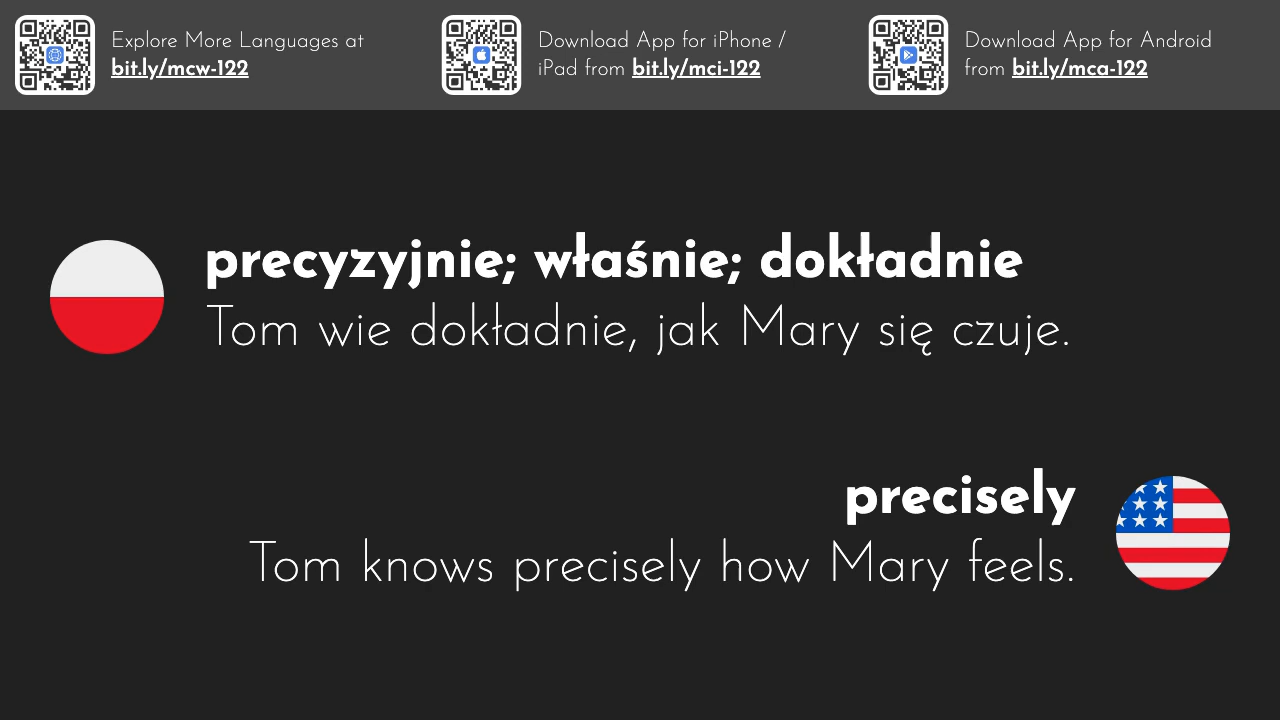 Explore More Languages at
bit.ly/mcw-122
Download App for iPhone /
iPad from bit.ly/mci-122
Download App for Android
from bit.ly/mca-122
precyzyjnie; właśnie; dokładnie
Tom wie dokładnie, jak Mary się czuje.
precisely
Tom knows precisely how Mary feels.